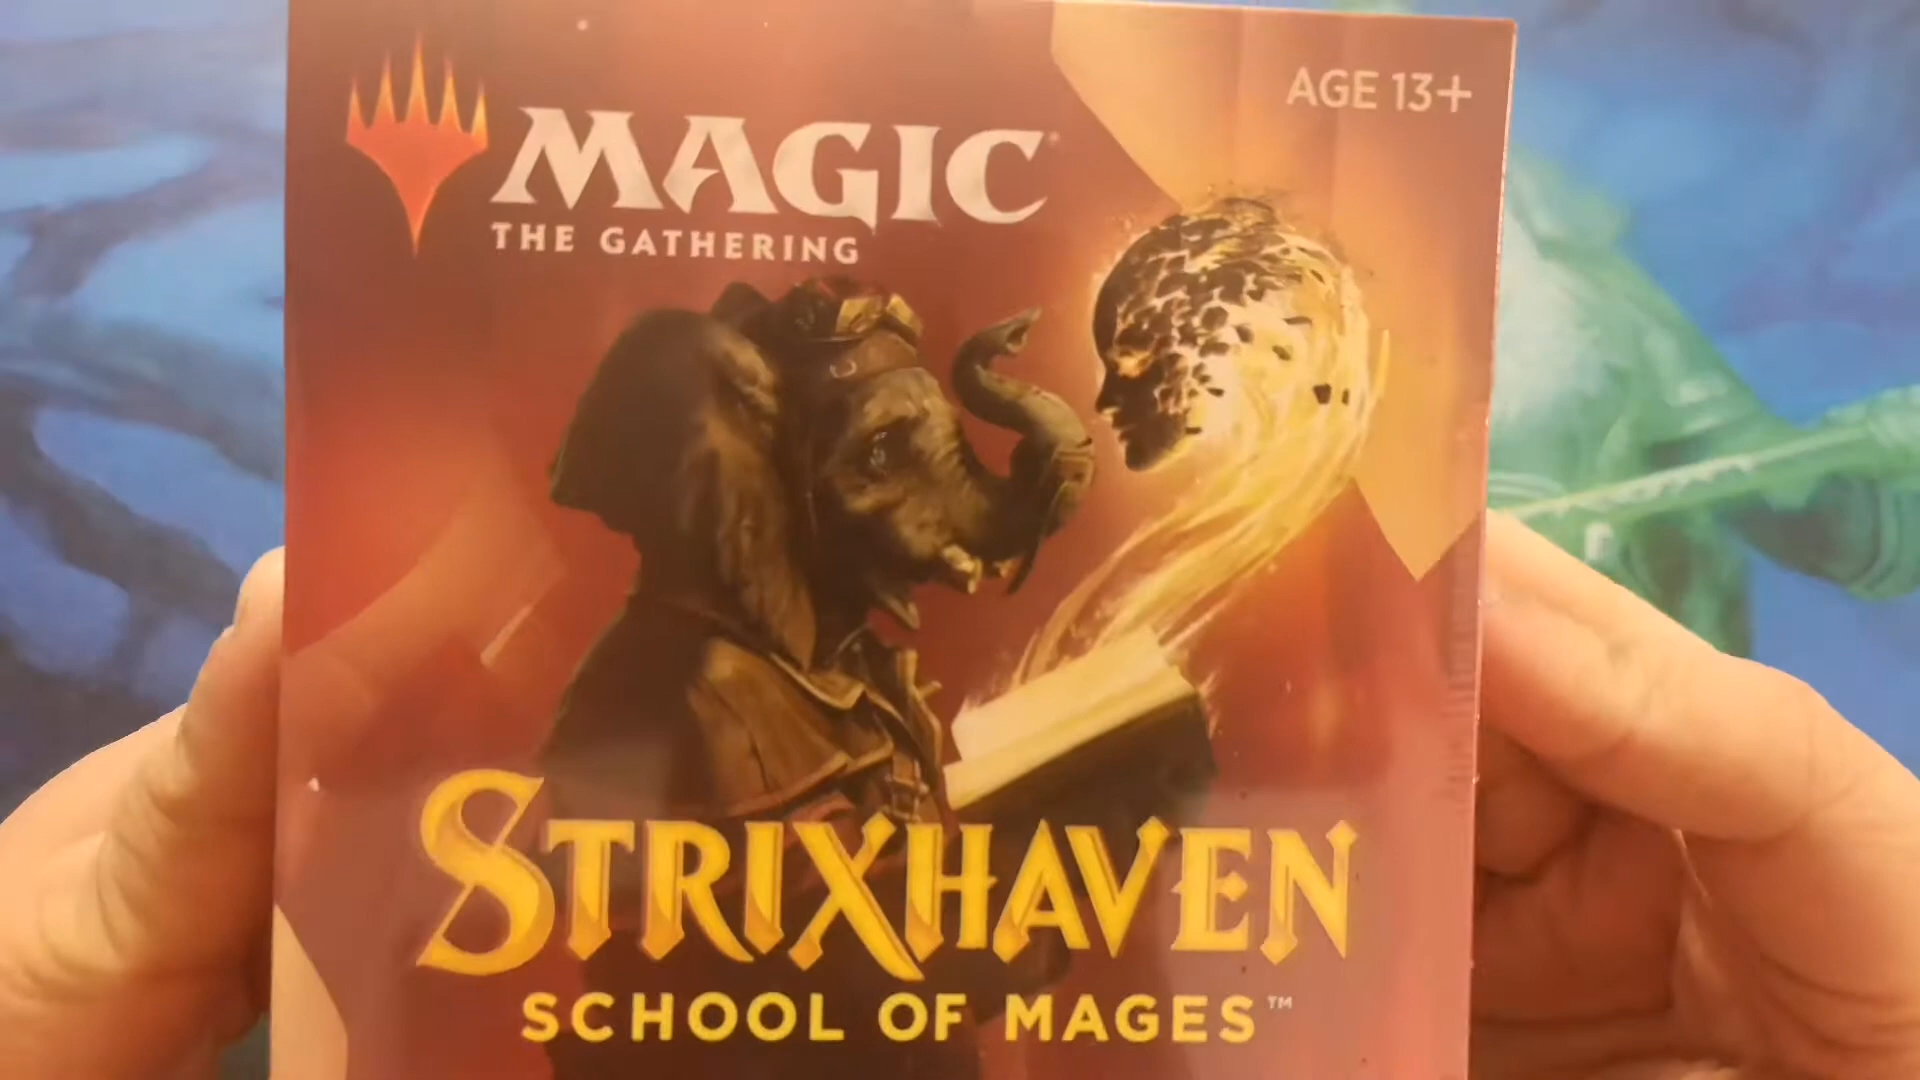 AGE 13+
MAGIC
THE GATHERING
STRIXHAVEN
SCHOOL OF MAGES™